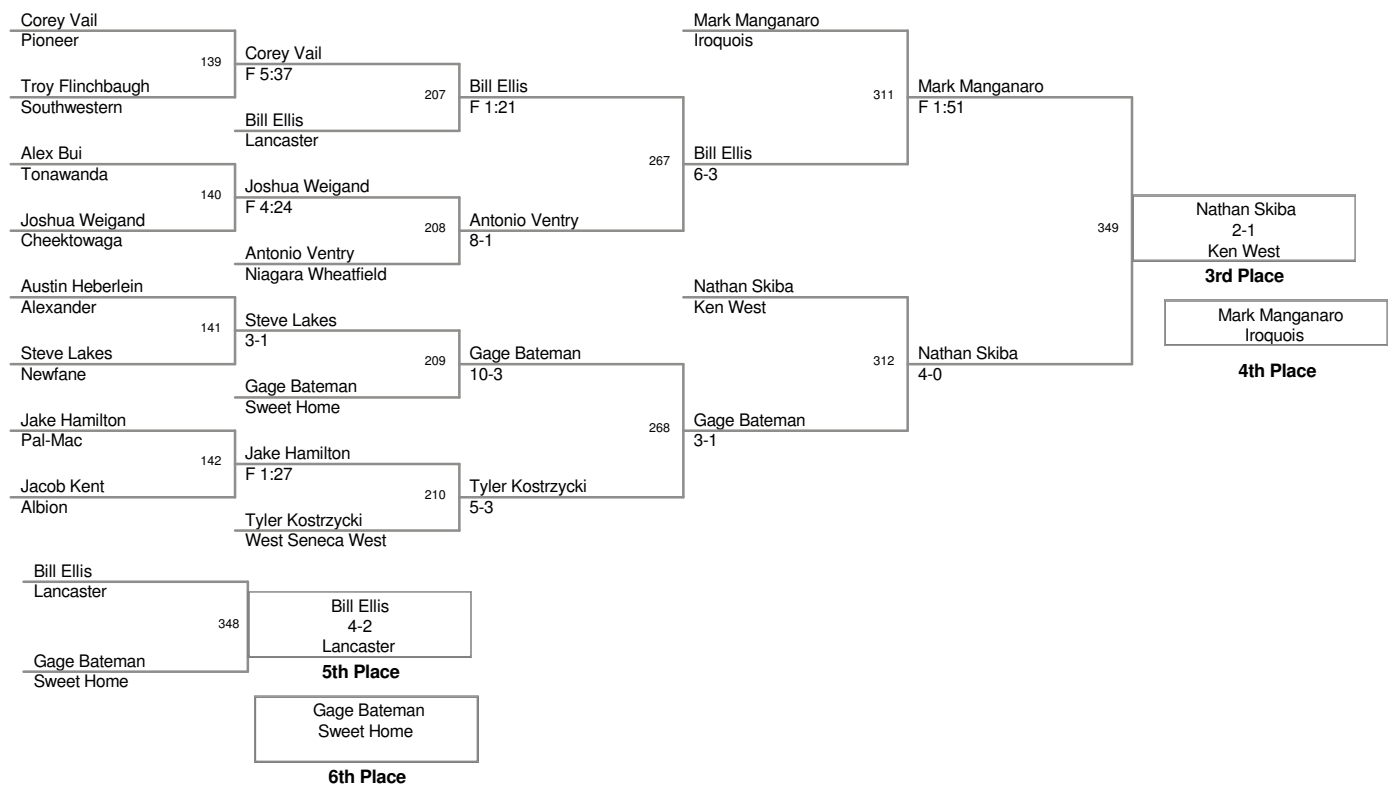 Corey Vail
Pioneer
139
Troy Flinchbaugh
Southwestern
Alex Bui
Tonawanda
140
Joshua Weigand
Cheektowaga
Austin Heberlein
Alexander
141
Steve Lakes
Newfane
Jake Hamilton
Pal-Mac
142
Jacob Kent
Albion
Corey Vail
F 5:37
207
Bill Ellis
Lancaster
Joshua Weigand
F 4:24
208
Antonio Ventry
Niagara Wheatfield
Steve Lakes
3-1
209
Gage Bateman
Sweet Home
Jake Hamilton
F 1:27
210
Tyler Kostrzycki
West Seneca West
Bill Ellis
F 1:21
267
Antonio Ventry
8-1
Gage Bateman
10-3
268
Tyler Kostrzycki
5-3
Mark Manganaro
Iroquois
311
Bill Ellis
6-3
Nathan Skiba
Ken West
312
Gage Bateman
3-1
Mark Manganaro
F 1:51
349
Nathan Skiba
4-0
Nathan Skiba
2-1
Ken West
3rd Place
Mark Manganaro
Iroquois
4th Place
Bill Ellis
Lancaster
348
Gage Bateman
Sweet Home
Bill Ellis
4-2
Lancaster
5th Place
Gage Bateman
Sweet Home
6th Place